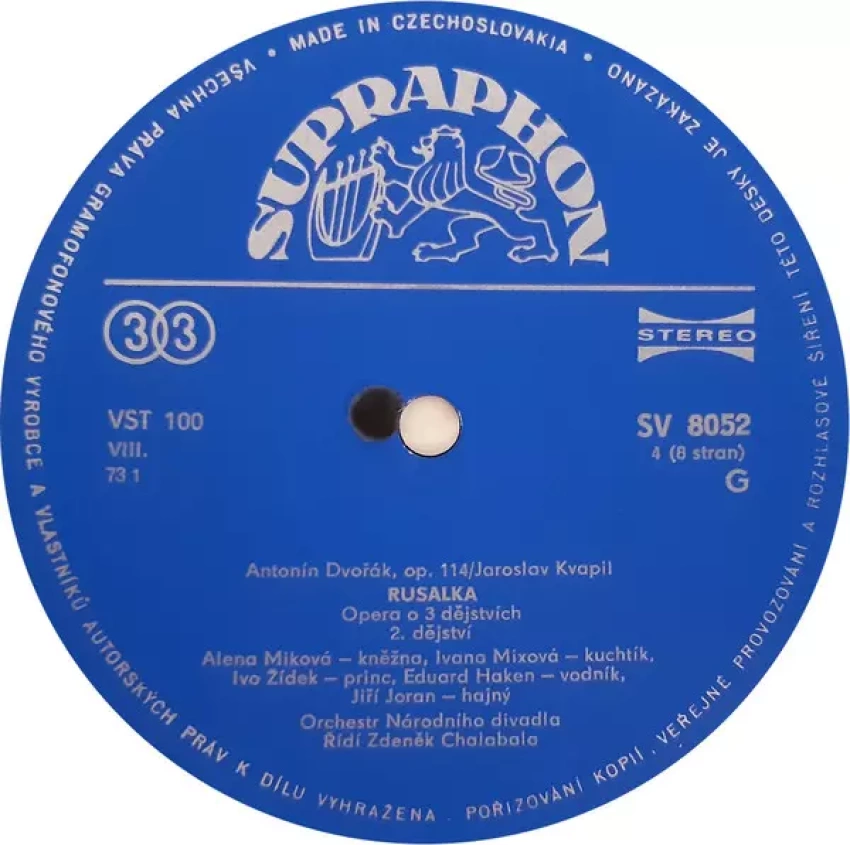 • MADE IN CZECHOSLOVAKIA •
VŠECHNA PRÁVA GRAMOFONOVÉHO VÝROBCE A VLASTNÍKŮ AUTORSKÝCH PRÁV K DÍLU VYHRAŽENA. POŘIZOVÁNÍ KOPIÍ, VEŘEJNÉ PROVOZOVÁNÍ A ROZHLASOVÉ ŠÍŘENÍ TÉTO DESKY JE ZAKÁZÁNO
SUPRAPHON
33
STEREO
VST 100
VIII.
73 1
SV 8052
4 (8 stran)
G
Antonín Dvořák, op. 114/Jaroslav Kvapil
RUSALKA
Opera o 3 dějstvích
2. dějství
Alena Miková – kněžna, Ivana Mixová – kuchtík,
Ivo Žídek – princ, Eduard Haken – vodník,
Jiří Joran – hajný
Orchestr Národního divadla
Řídí Zdeněk Chalabala